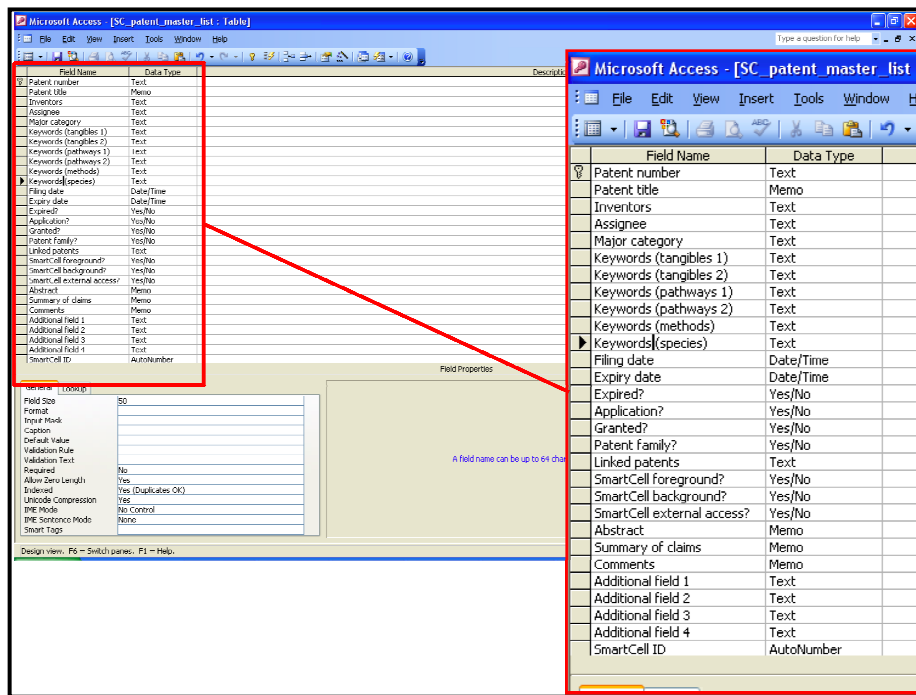 Microsoft Access - [SC_patent_master_list : Table]
File Edit View Insert Tools Window Help
Type a question for help
Field Name Data Type Descriptio
Patent number Text
Patent title Memo
Inventors Text
Assignee Text
Major category Text
Keywords (tangibles 1) Text
Keywords (tangibles 2) Text
Keywords (pathways 1) Text
Keywords (pathways 2) Text
Keywords (methods) Text
Keywords (species) Text
Filing date Date/Time
Expiry date Date/Time
Expired? Yes/No
Application? Yes/No
Granted? Yes/No
Patent family? Yes/No
Linked patents Text
SmartCell foreground? Yes/No
SmartCell background? Yes/No
SmartCell external access? Yes/No
Abstract Memo
Summary of claims Memo
Comments Memo
Additional field 1 Text
Additional field 2 Text
Additional field 3 Text
Additional field 4 Text
SmartCell ID AutoNumber
Field Properties
General Lookup
Field Size 50
Format
Input Mask
Caption
Default Value
Validation Rule
Validation Text
Required No
Allow Zero Length Yes
Indexed Yes (Duplicates OK)
Unicode Compression Yes
IME Mode No Control
IME Sentence Mode None
Smart Tags
A field name can be up to 64 char
Design view. F6 = Switch panes. F1 = Help.
Microsoft Access - [SC_patent_master_list
File Edit View Insert Tools Window H
Field Name Data Type
Patent number Text
Patent title Memo
Inventors Text
Assignee Text
Major category Text
Keywords (tangibles 1) Text
Keywords (tangibles 2) Text
Keywords (pathways 1) Text
Keywords (pathways 2) Text
Keywords (methods) Text
Keywords (species) Text
Filing date Date/Time
Expiry date Date/Time
Expired? Yes/No
Application? Yes/No
Granted? Yes/No
Patent family? Yes/No
Linked patents Text
SmartCell foreground? Yes/No
SmartCell background? Yes/No
SmartCell external access? Yes/No
Abstract Memo
Summary of claims Memo
Comments Memo
Additional field 1 Text
Additional field 2 Text
Additional field 3 Text
Additional field 4 Text
SmartCell ID AutoNumber